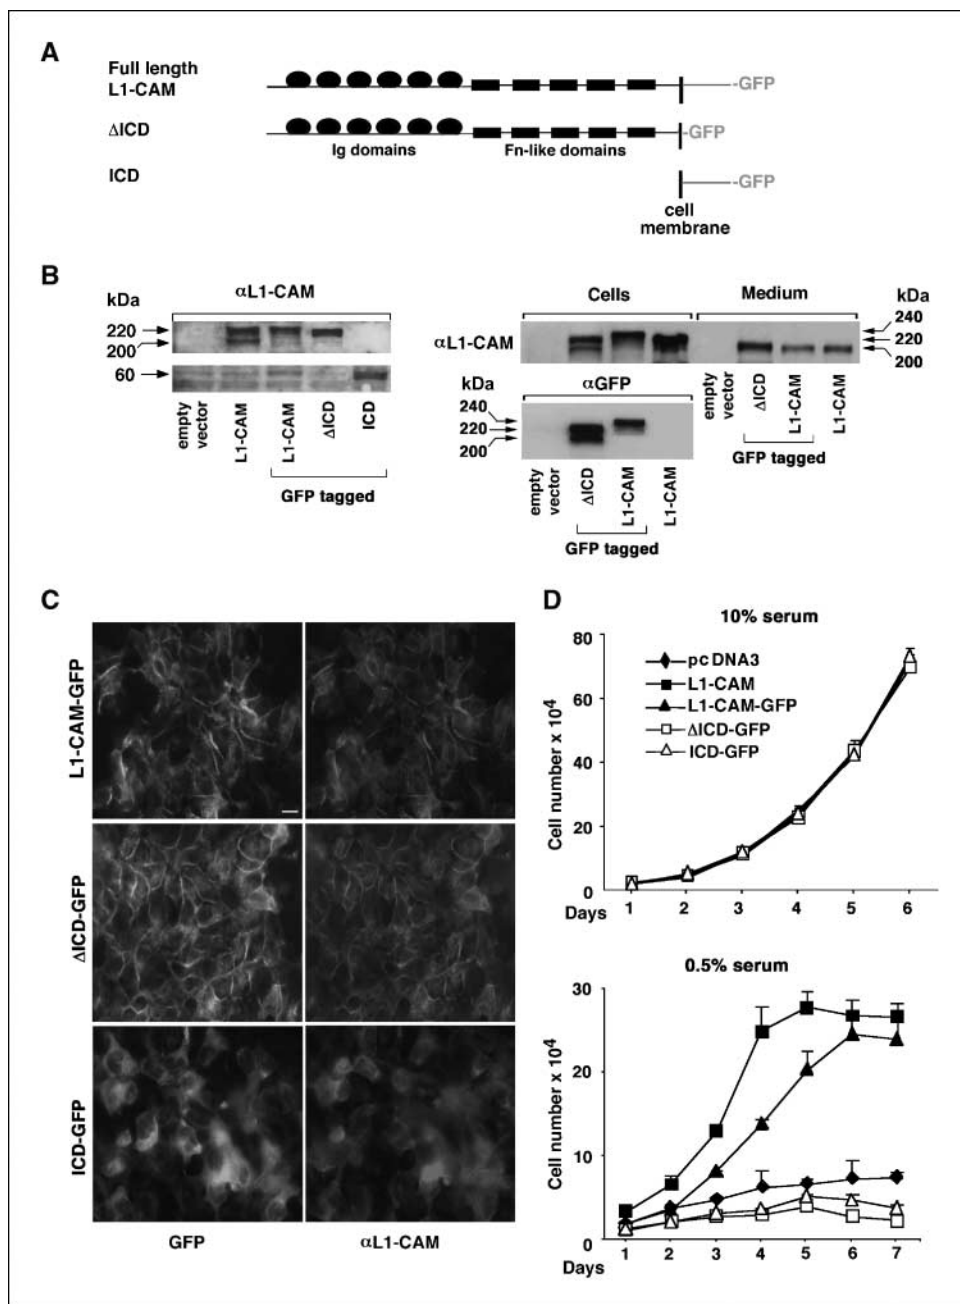 A
Full length
L1-CAM
-GFP
ΔICD
-GFP
Ig domains
Fn-like domains
ICD
-GFP
cell
membrane
B
αL1-CAM
kDa
220
200
60
empty
vector
L1-CAM
L1-CAM
ΔICD
ICD
GFP tagged
Cells
Medium
kDa
αL1-CAM
240
220
200
αGFP
kDa
240
220
200
empty
vector
ΔICD
L1-CAM
L1-CAM
GFP tagged
empty
vector
ΔICD
L1-CAM
L1-CAM
GFP tagged
C
L1-CAM-GFP
ΔICD-GFP
ICD-GFP
GFP
αL1-CAM
D
10% serum
Cell number x 10⁴
80
60
40
20
0
pcDNA3
L1-CAM
L1-CAM-GFP
ΔICD-GFP
ICD-GFP
Days
1 2 3 4 5 6
0.5% serum
Cell number x 10⁴
30
20
10
0
Days
1 2 3 4 5 6 7